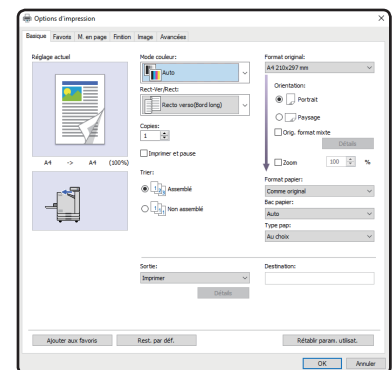 Options d'impression
Basique Favoris M. en page Finition Image Avancées
Réglage actuel
A4 -> A4 (100%)
Mode couleur:
Auto
Rect-Ver/Rect:
Recto verso(Bord long)
Copies:
1
Imprimer et pause
Trier:
Assemblé
Non assemblé
Format original:
A4 210x297 mm
Orientation:
Portrait
Paysage
Orig. format mixte
Détails
Zoom 100 %
Format papier:
Comme original
Bac papier:
Auto
Type pap:
Au choix
Sortie:
Imprimer
Détails
Destination:
Ajouter aux favoris Rest. par déf. Rétablir param. utilisat.
OK Annuler